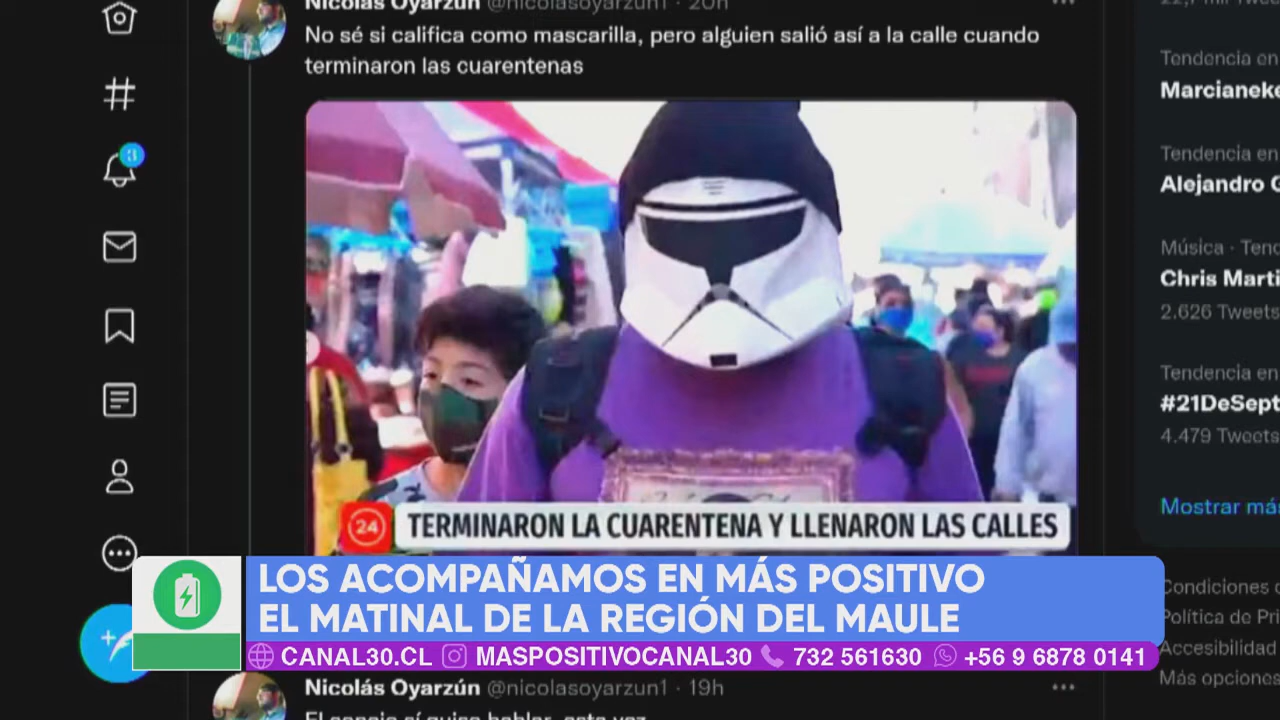 Nicolás Oyarzún @nicolasoyarzun1 · 20h
No sé si califica como mascarilla, pero alguien salió así a la calle cuando
terminaron las cuarentenas
3
24
TERMINARON LA CUARENTENA Y LLENARON LAS CALLES
LOS ACOMPAÑAMOS EN MÁS POSITIVO
EL MATINAL DE LA REGIÓN DEL MAULE
CANAL30.CL MASPOSITIVOCANAL30 732 561630 +56 9 6878 0141
Nicolás Oyarzún @nicolasoyarzun1 · 19h
Tendencia en
Marcianeke
Tendencia en
Alejandro G
Música · Tend
Chris Marti
2.626 Tweets
Tendencia en
#21DeSept
4.479 Tweets
Mostrar más
Condiciones d
Política de Pri
Accesibilidad
Más opciones